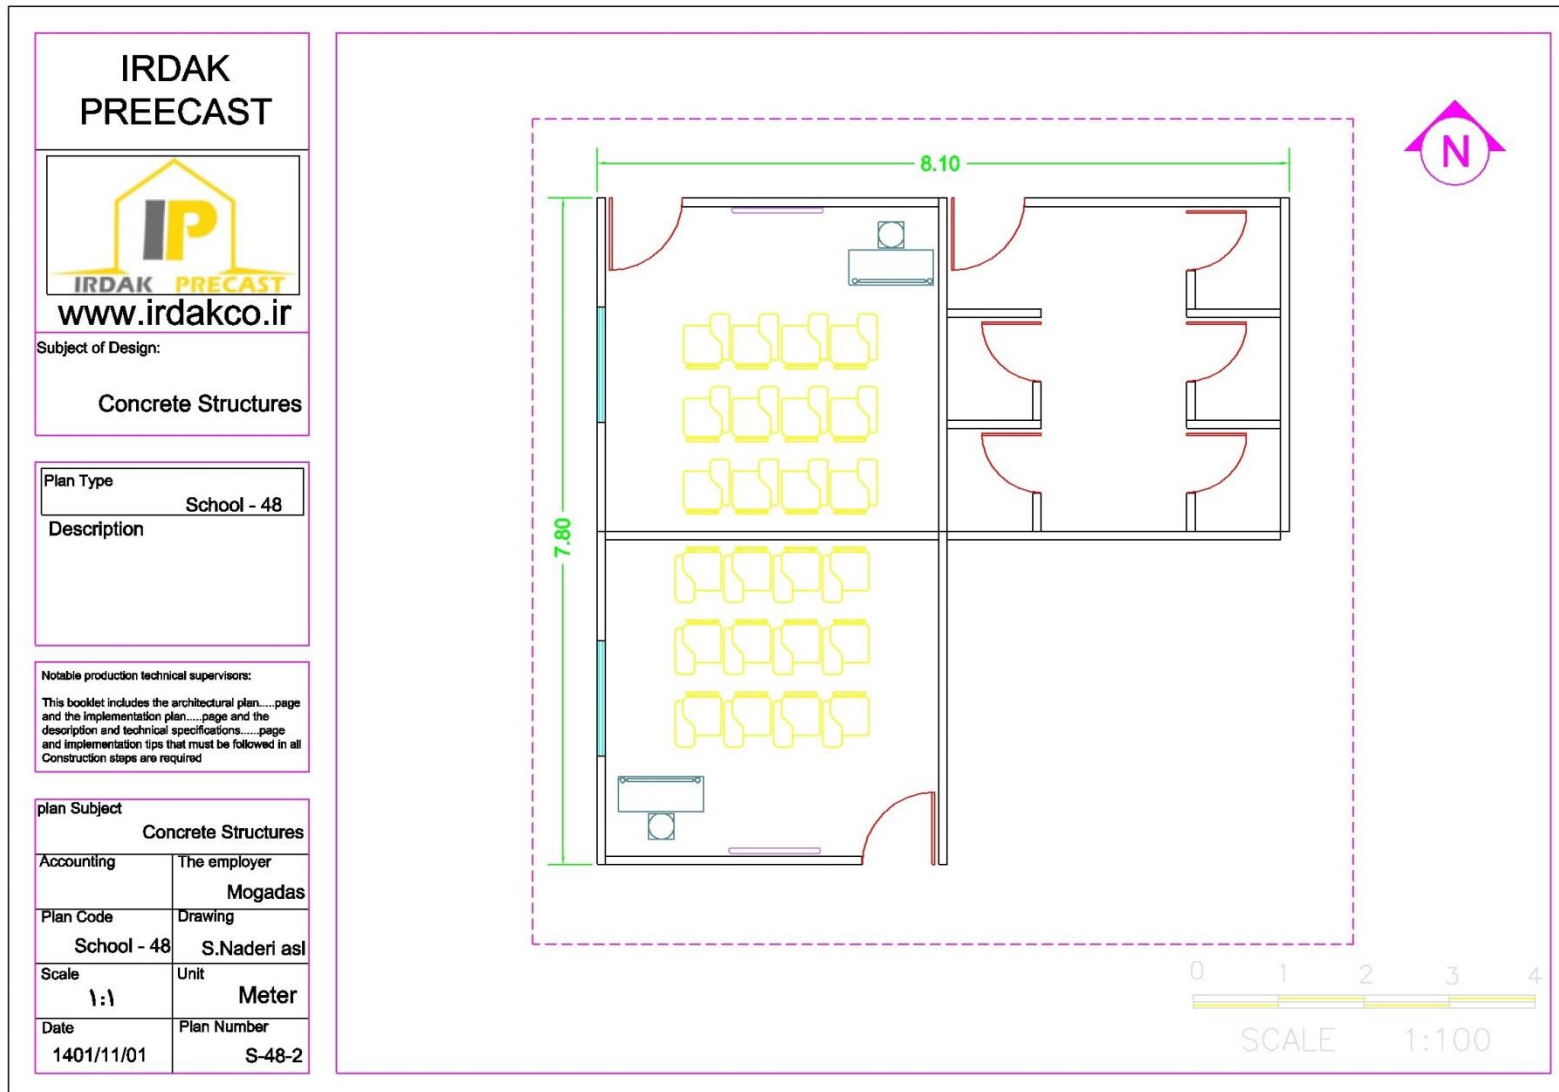 IRDAK
PREECAST
IP
IRDAK PRECAST
www.irdakco.ir
Subject of Design:
Concrete Structures
Plan Type
School - 48
Description
Notable production technical supervisors:
This booklet includes the architectural plan.....page
and the implementation plan.....page and the
description and technical specifications......page
and implementation tips that must be followed in all
Construction steps are required
plan Subject
Concrete Structures
Accounting
The employer
Mogadas
Plan Code
School - 48
Drawing
S.Naderi asl
Scale
۱:۱
Unit
Meter
Date
1401/11/01
Plan Number
S-48-2
8.10
7.80
N
0 1 2 3 4
SCALE 1:100